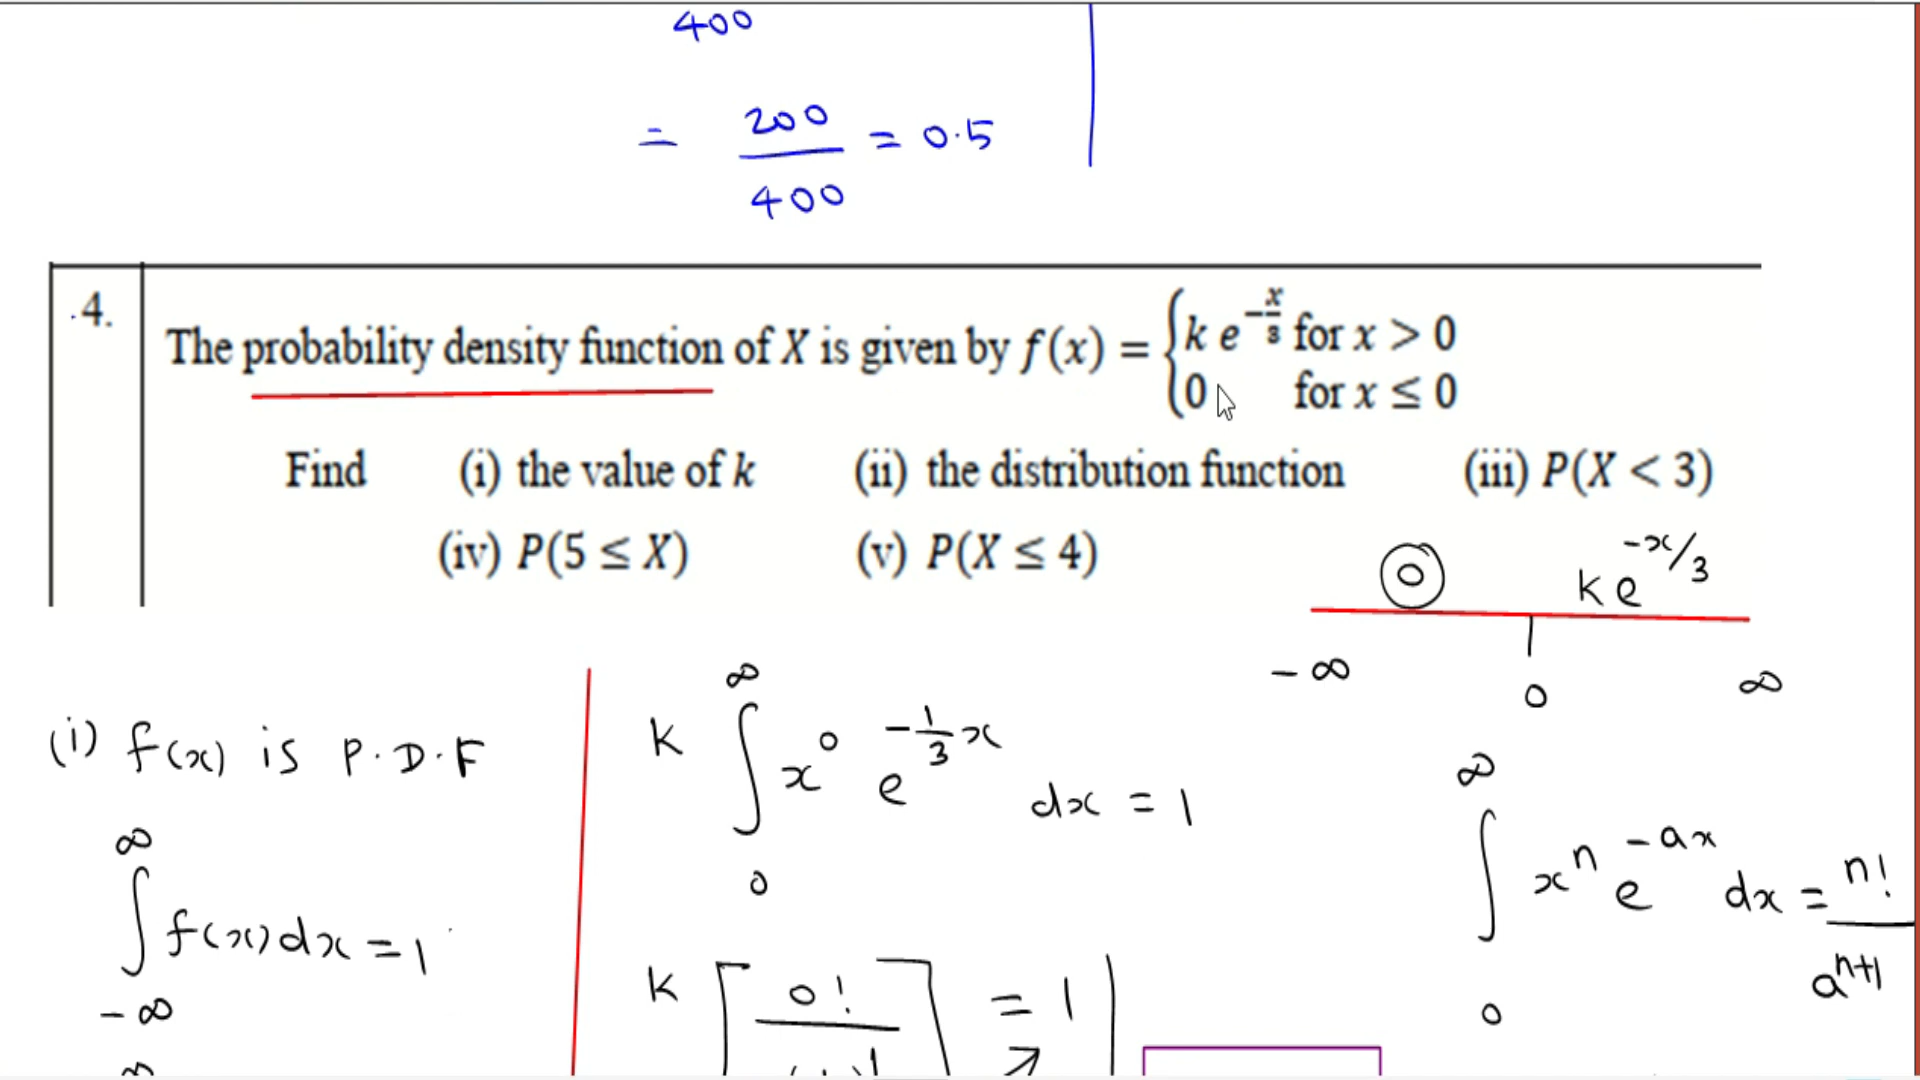 400
= 200/400 = 0.5
4. The probability density function of X is given by f(x) = { k e^{-x/3} for x > 0
0 for x ≤ 0
Find (i) the value of k (ii) the distribution function (iii) P(X < 3)
(iv) P(5 ≤ X) (v) P(X ≤ 4)
0 k e^{-x/3}
-∞ 0 ∞
(i) f(x) is P.D.F
∫_{-∞}^{∞} f(x) dx = 1
k ∫_0^∞ x^0 e^{-1/3 x} dx = 1
k [ 0!
= 1
∫_0^∞ x^n e^{-ax} dx = n!/a^{n+1}